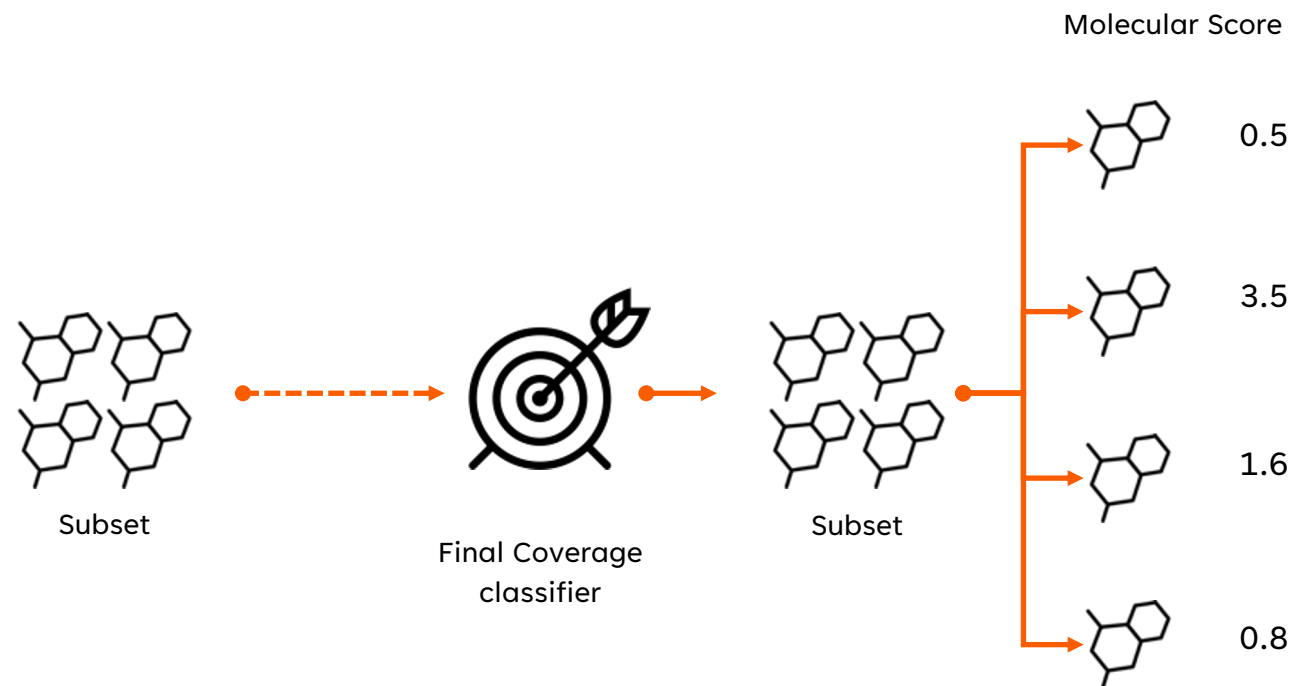 Molecular Score
0.5
3.5
1.6
0.8
Subset
Final Coverage
classifier
Subset